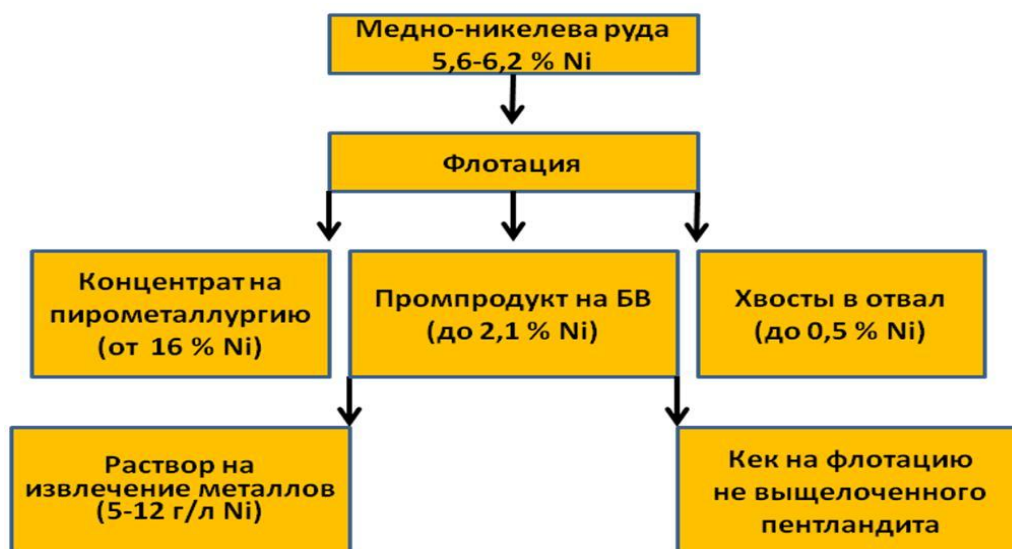 Медно-никелева руда
5,6-6,2 % Ni
Флотация
Концентрат на
пирометаллургию
(от 16 % Ni)
Промпродукт на БВ
(до 2,1 % Ni)
Хвосты в отвал
(до 0,5 % Ni)
Раствор на
извлечение металлов
(5-12 г/л Ni)
Кек на флотацию
не выщелоченного
пентландита